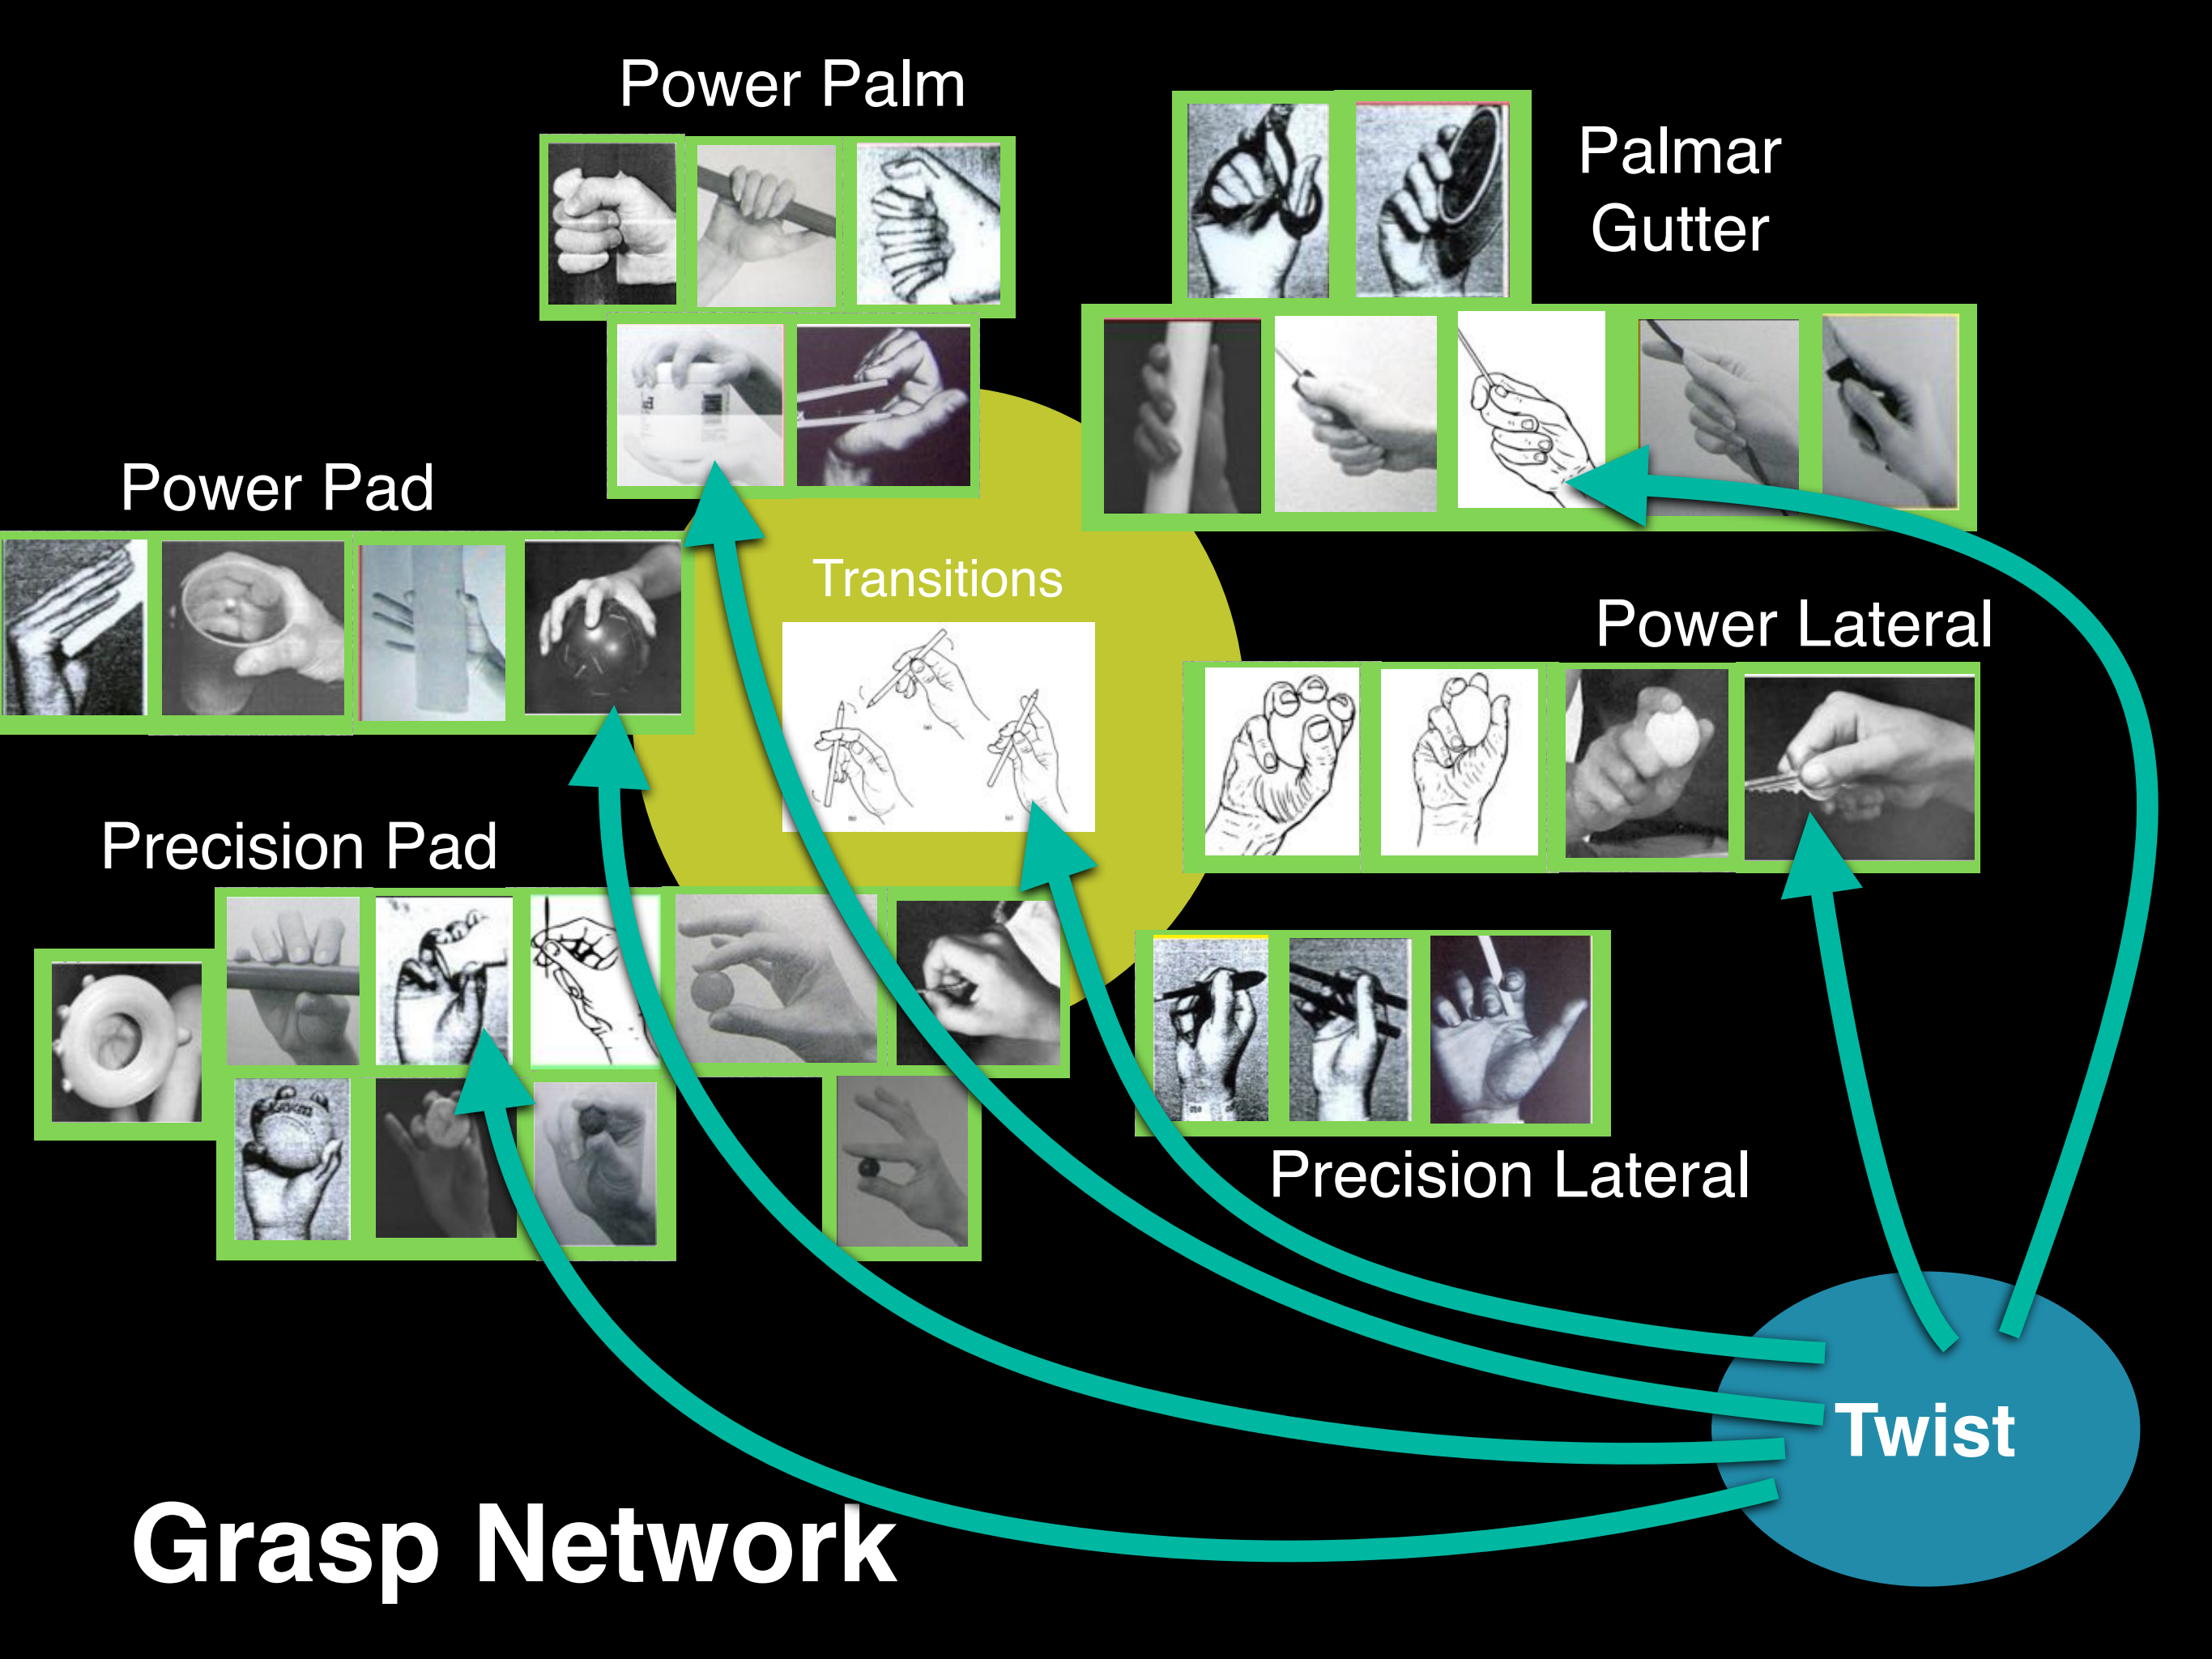 Power Palm
Palmar
Gutter
Power Pad
Transitions
Power Lateral
Precision Pad
Precision Lateral
Twist
Grasp Network